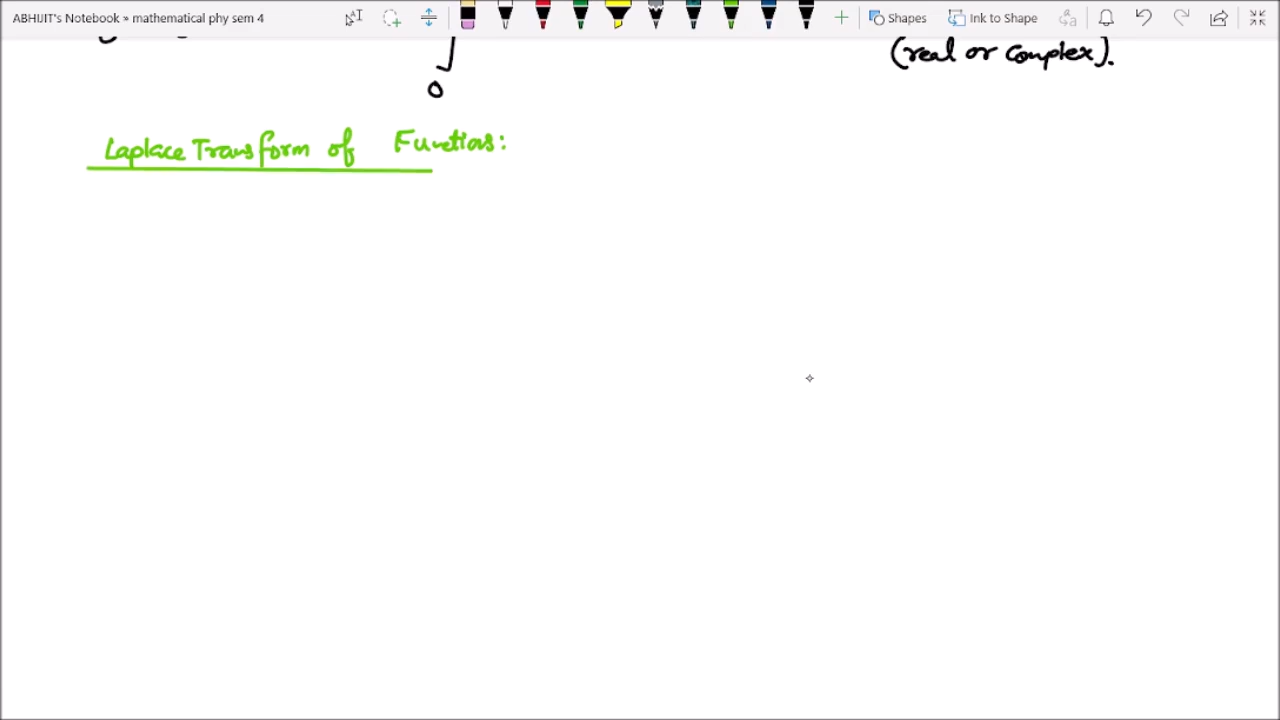 ABHIJIT's Notebook » mathematical phy sem 4
Shapes
Ink to Shape
(real or complex).
0
Laplace Transform of Functions: